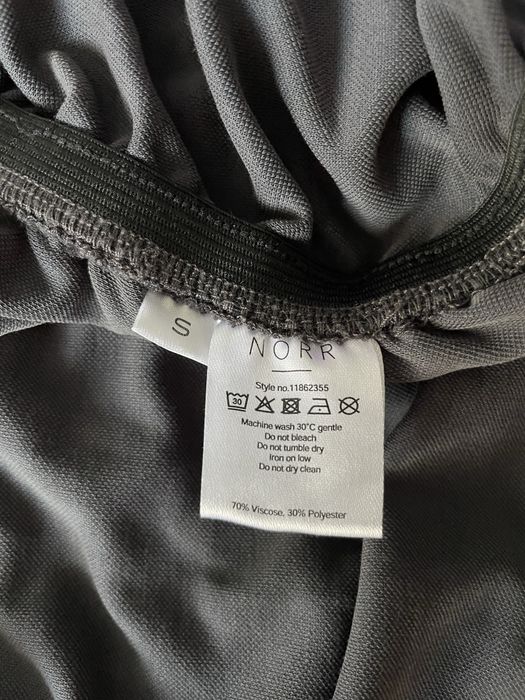 S
NORR
Style no.11862355
30
Machine wash 30°C gentle
Do not bleach
Do not tumble dry
Iron on low
Do not dry clean
70% Viscose, 30% Polyester